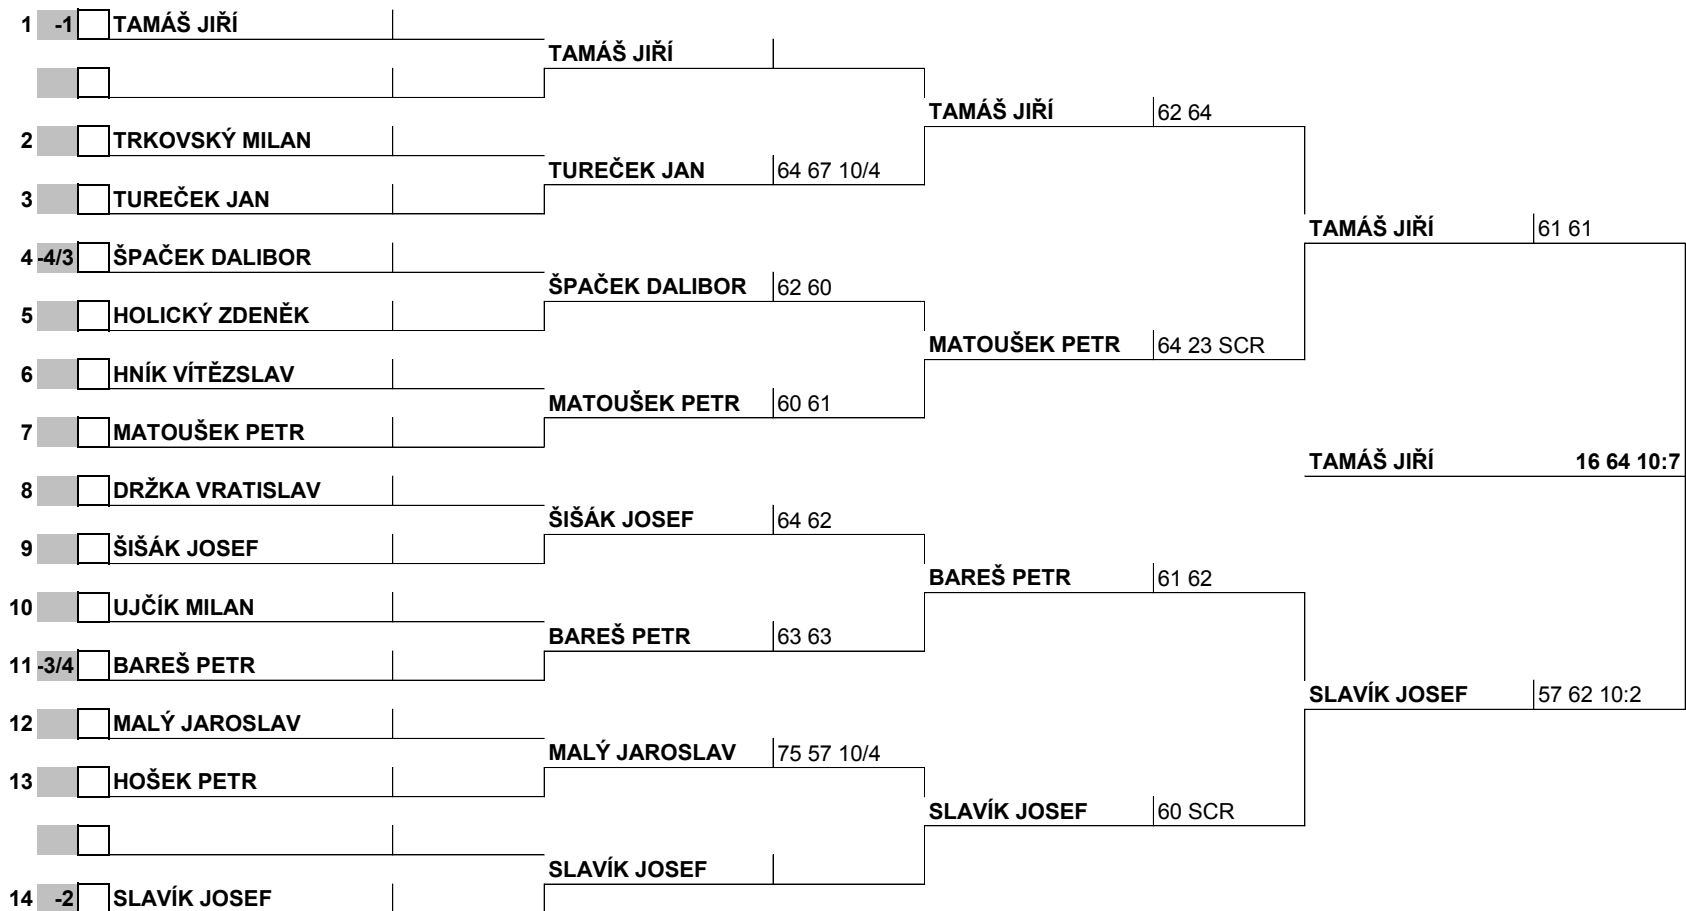 1 -1 TAMÁŠ JIŘÍ
TAMÁŠ JIŘÍ
TAMÁŠ JIŘÍ 62 64
2 TRKOVSKÝ MILAN
TUREČEK JAN 64 67 10/4
3 TUREČEK JAN
TAMÁŠ JIŘÍ 61 61
4 -4/3 ŠPAČEK DALIBOR
ŠPAČEK DALIBOR 62 60
5 HOLICKÝ ZDENĚK
MATOUŠEK PETR 64 23 SCR
6 HNÍK VÍTĚZSLAV
MATOUŠEK PETR 60 61
7 MATOUŠEK PETR
TAMÁŠ JIŘÍ 16 64 10:7
8 DRŽKA VRATISLAV
ŠIŠÁK JOSEF 64 62
9 ŠIŠÁK JOSEF
BAREŠ PETR 61 62
10 UJČÍK MILAN
BAREŠ PETR 63 63
11 -3/4 BAREŠ PETR
SLAVÍK JOSEF 57 62 10:2
12 MALÝ JAROSLAV
MALÝ JAROSLAV 75 57 10/4
13 HOŠEK PETR
SLAVÍK JOSEF 60 SCR
SLAVÍK JOSEF
14 -2 SLAVÍK JOSEF